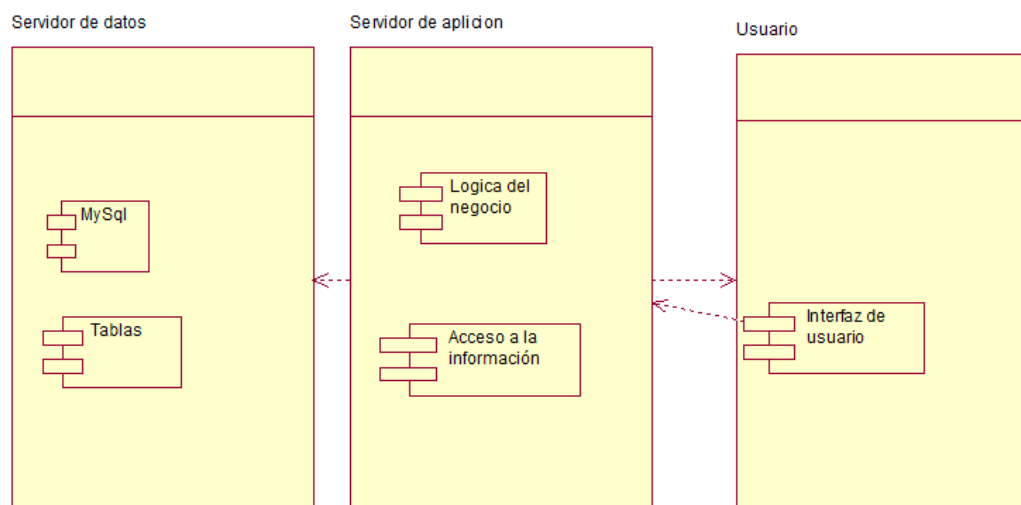 Servidor de datos
Servidor de aplicion
Usuario
MySql
Tablas
Logica del
negocio
Acceso a la
información
Interfaz de
usuario